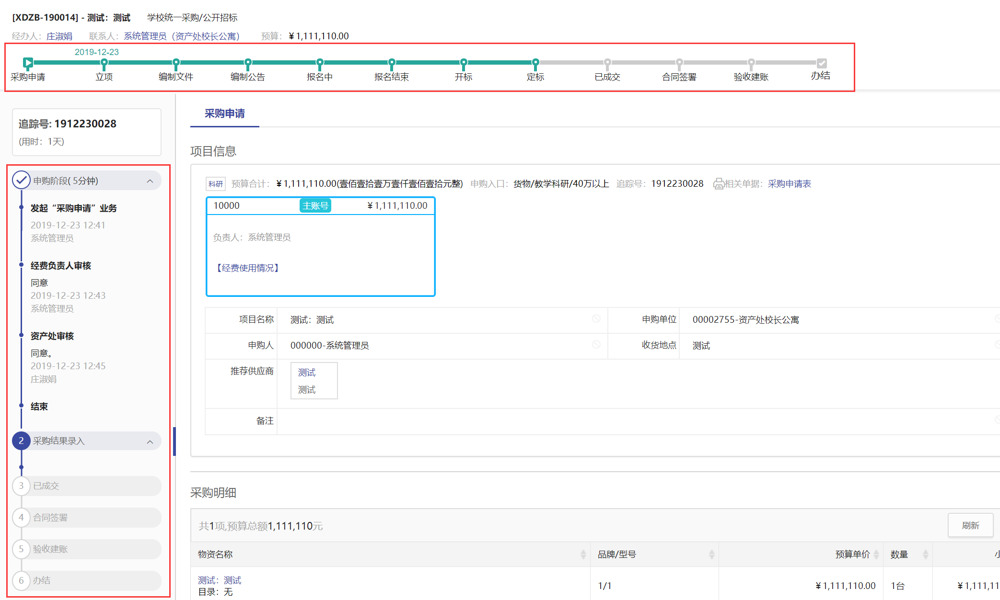 [XDZB-190014] - 测试：测试 学校统一采购/公开招标
经办人：庄淑娟 联系人：系统管理员（资产处校长公寓） 预算：￥1,111,110.00
2019-12-23
采购申请 立项 编制文件 编制公告 报名中 报名结束 开标 定标 已成交 合同签署 验收建账 办结
追踪号: 1912230028
(用时：1天)
申购阶段( 5分钟)
发起“采购申请”业务
2019-12-23 12:41
系统管理员
经费负责人审核
同意
2019-12-23 12:43
系统管理员
资产处审核
同意。
2019-12-23 12:45
庄淑娟
结束
2 采购结果录入
3 已成交
4 合同签署
5 验收建账
6 办结
采购申请
项目信息
科研 预算合计：￥1,111,110.00(壹佰壹拾壹万壹仟壹佰壹拾元整) 申购入口：货物/教学科研/40万以上 追踪号：1912230028 相关单据：采购申请表
10000 主账号 ￥1,111,110.00
负责人：系统管理员
【经费使用情况】
项目名称 测试：测试 申购单位 00002755-资产处校长公寓
申购人 000000-系统管理员 收货地点 测试
推荐供应商 测试
测试
备注
采购明细
共1项,预算总额1,111,110元 刷新
物资名称 品牌/型号 预算单价 数量 小
测试：测试
目录：无
1/1 ￥1,111,110.00 1台 ￥1,111,11